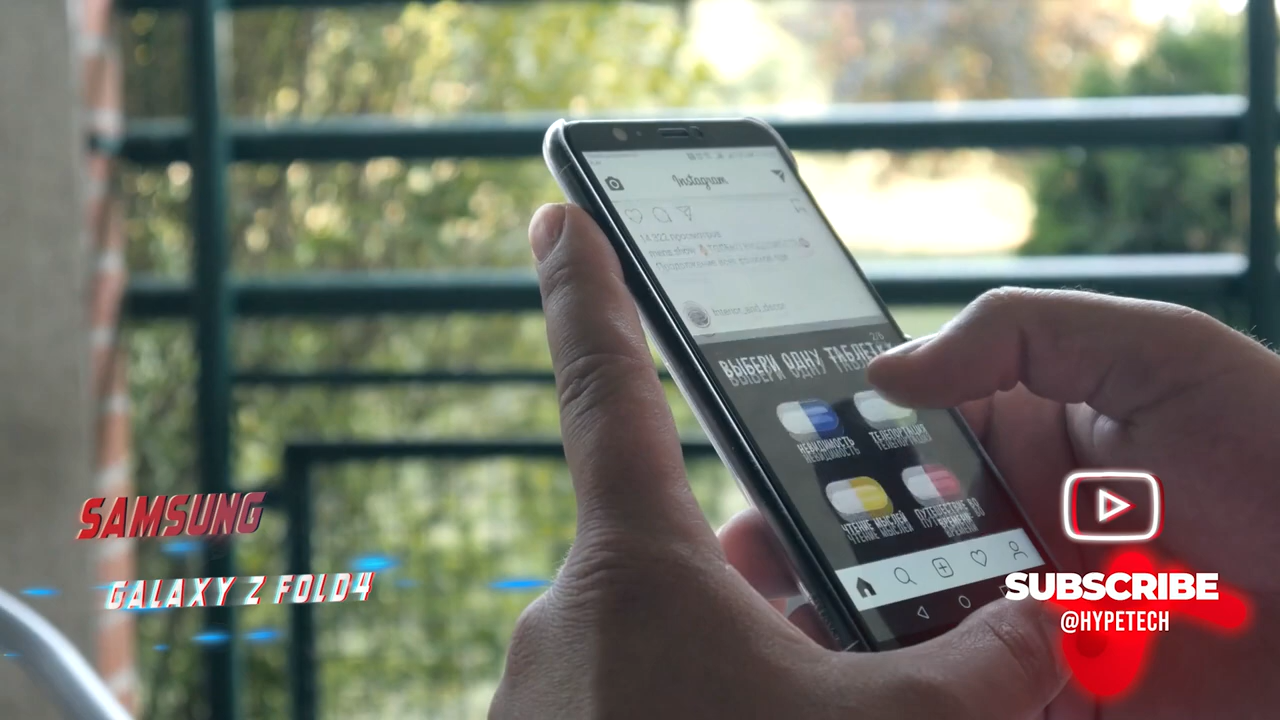 Instagram
ВЫБЕРИ ОДНУ ТАБЛЕТКУ
НЕВИДИМОСТЬ
ТЕЛЕПОРТАЦИЯ
ЧТЕНИЕ МЫСЛЕЙ
ПУТЕШЕСТВИЕ ВО
ВРЕМЕНИ
SAMSUNG
GALAXY Z FOLD4
SUBSCRIBE
@HYPETECH